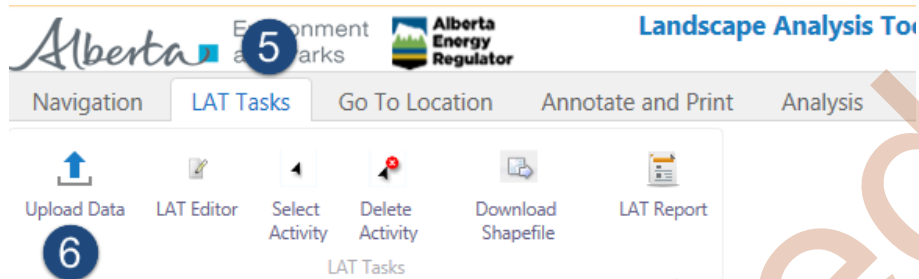 Alberta Environment and Parks
Alberta Energy Regulator
Landscape Analysis
5
Navigation LAT Tasks Go To Location Annotate and Print Analysis
Upload Data LAT Editor Select Activity Delete Activity Download Shapefile LAT Report
6
LAT Tasks